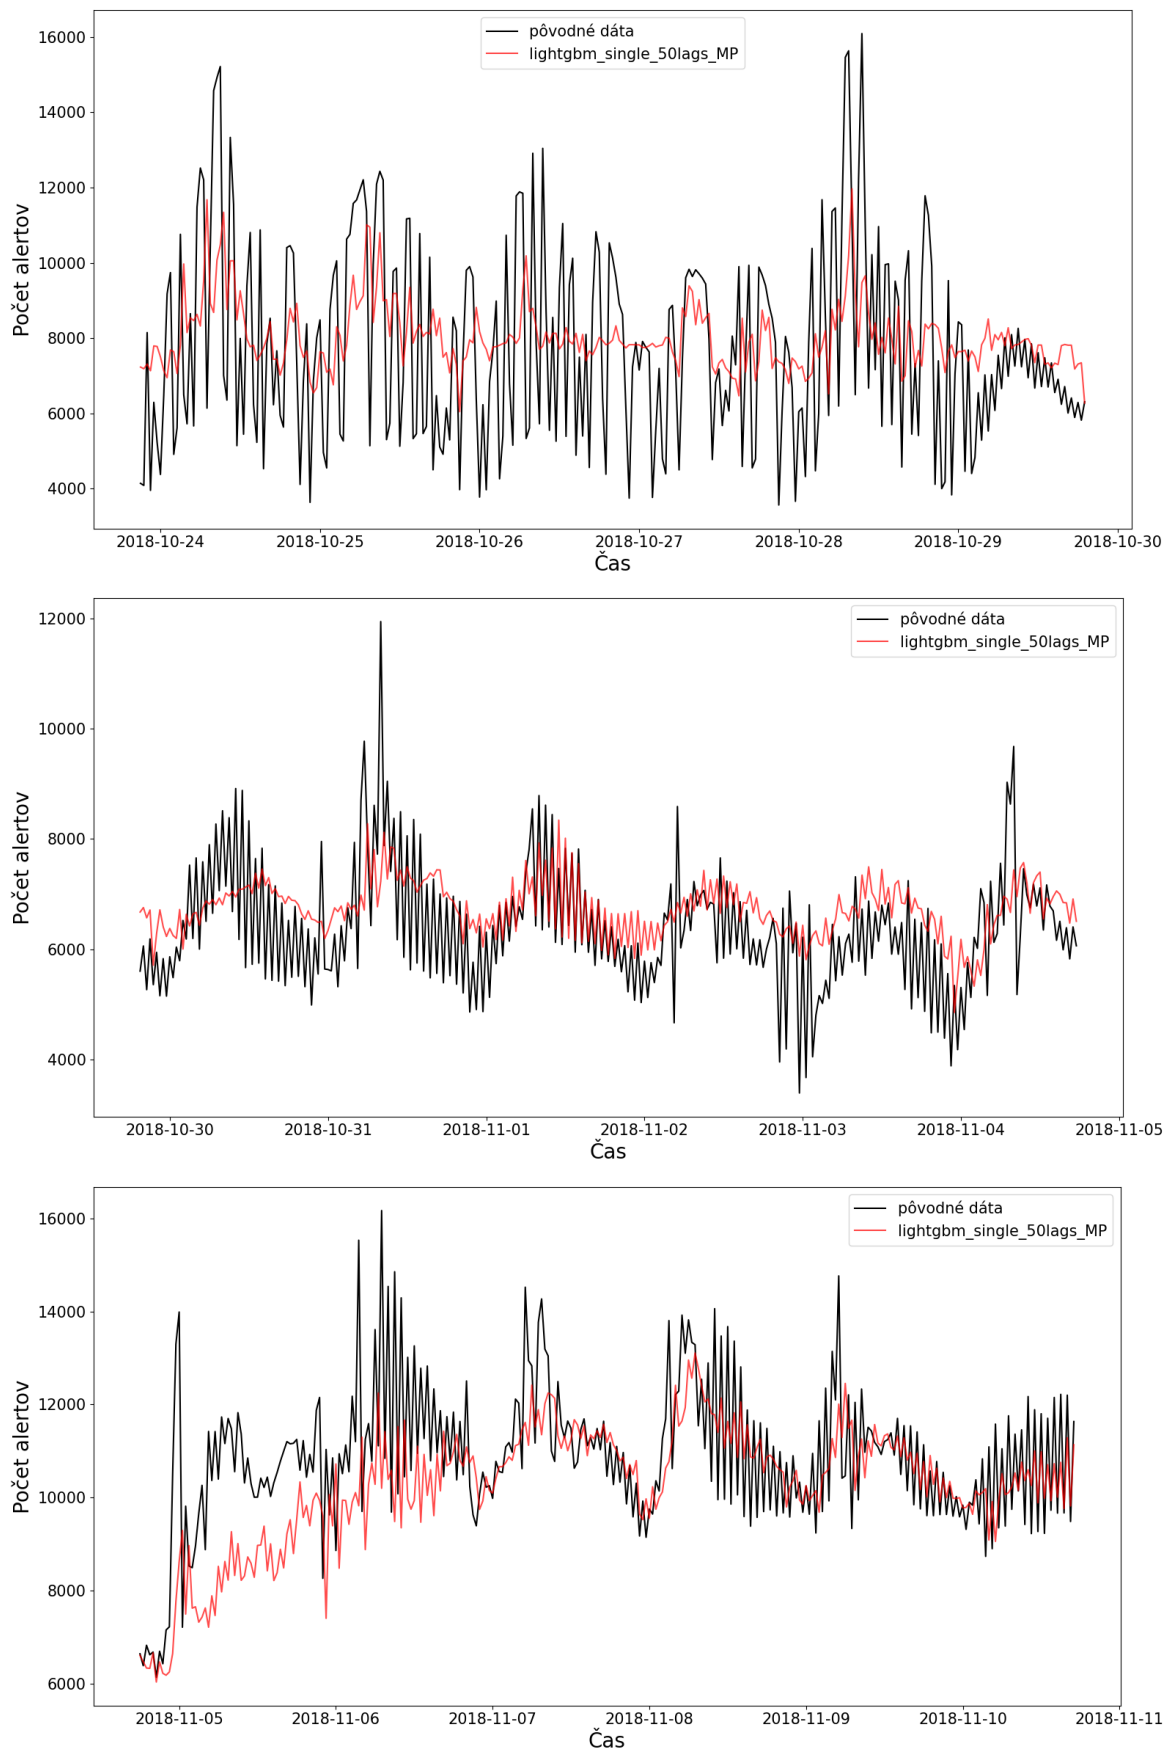 16000
14000
12000
10000
8000
6000
4000
Počet alertov
pôvodné dáta
lightgbm_single_50lags_MP
2018-10-24 2018-10-25 2018-10-26 2018-10-27 2018-10-28 2018-10-29 2018-10-30
Čas
12000
10000
8000
6000
4000
Počet alertov
pôvodné dáta
lightgbm_single_50lags_MP
2018-10-30 2018-10-31 2018-11-01 2018-11-02 2018-11-03 2018-11-04 2018-11-05
Čas
16000
14000
12000
10000
8000
6000
Počet alertov
pôvodné dáta
lightgbm_single_50lags_MP
2018-11-05 2018-11-06 2018-11-07 2018-11-08 2018-11-09 2018-11-10 2018-11-11
Čas